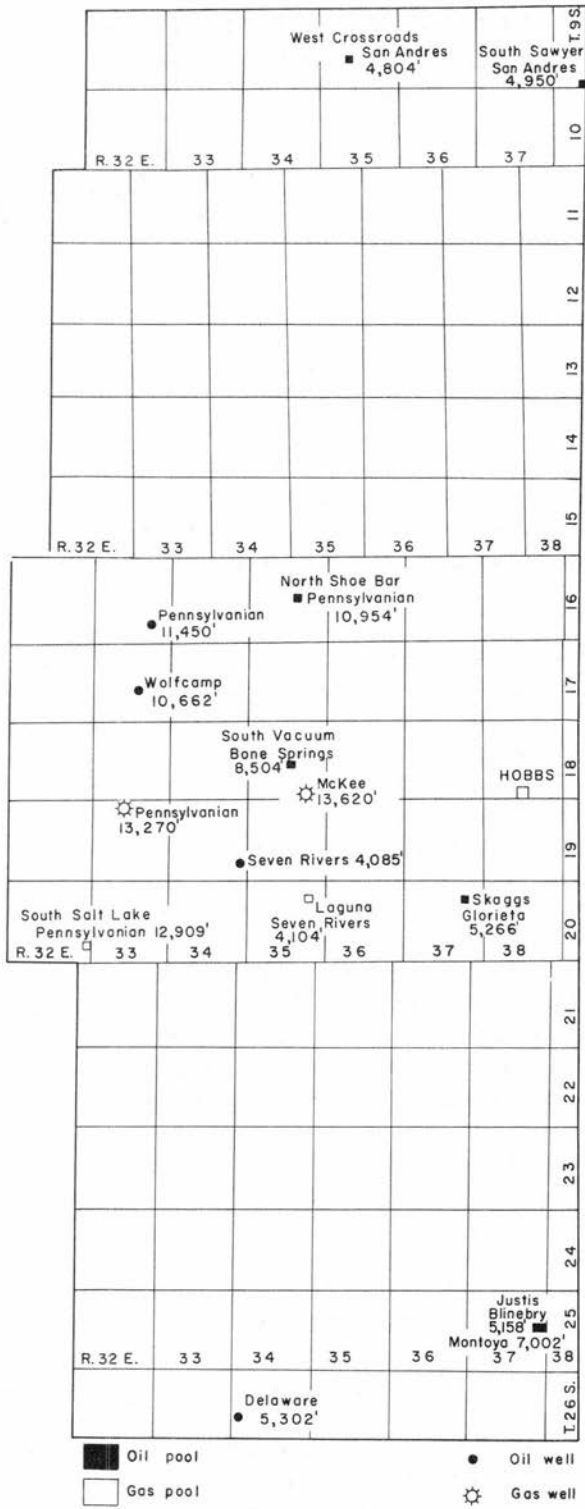 T. 9 S.
West Crossroads
San Andres
4,804'
South Sawyer
San Andres
4,950'
10
R. 32 E. 33 34 35 36 37
11
12
13
14
15
R. 32 E. 33 34 35 36 37 38
North Shoe Bar
Pennsylvanian
10,954'
16
Pennsylvanian
11,450'
Wolfcamp
10,662'
17
South Vacuum
Bone Springs
8,504'
McKee
13,620'
HOBBS
18
Pennsylvanian
13,270'
Seven Rivers 4,085'
19
South Salt Lake
Pennsylvanian 12,909'
Laguna
Seven Rivers
4,104'
Skaggs
Glorieta
5,266'
20
R. 32 E. 33 34 35 36 37 38
21
22
23
24
Justis
Blinebry
5,158'
Montoya 7,002'
25
R. 32 E. 33 34 35 36 37 38
Delaware
5,302'
T. 26 S.
Oil pool
Oil well
Gas pool
Gas well